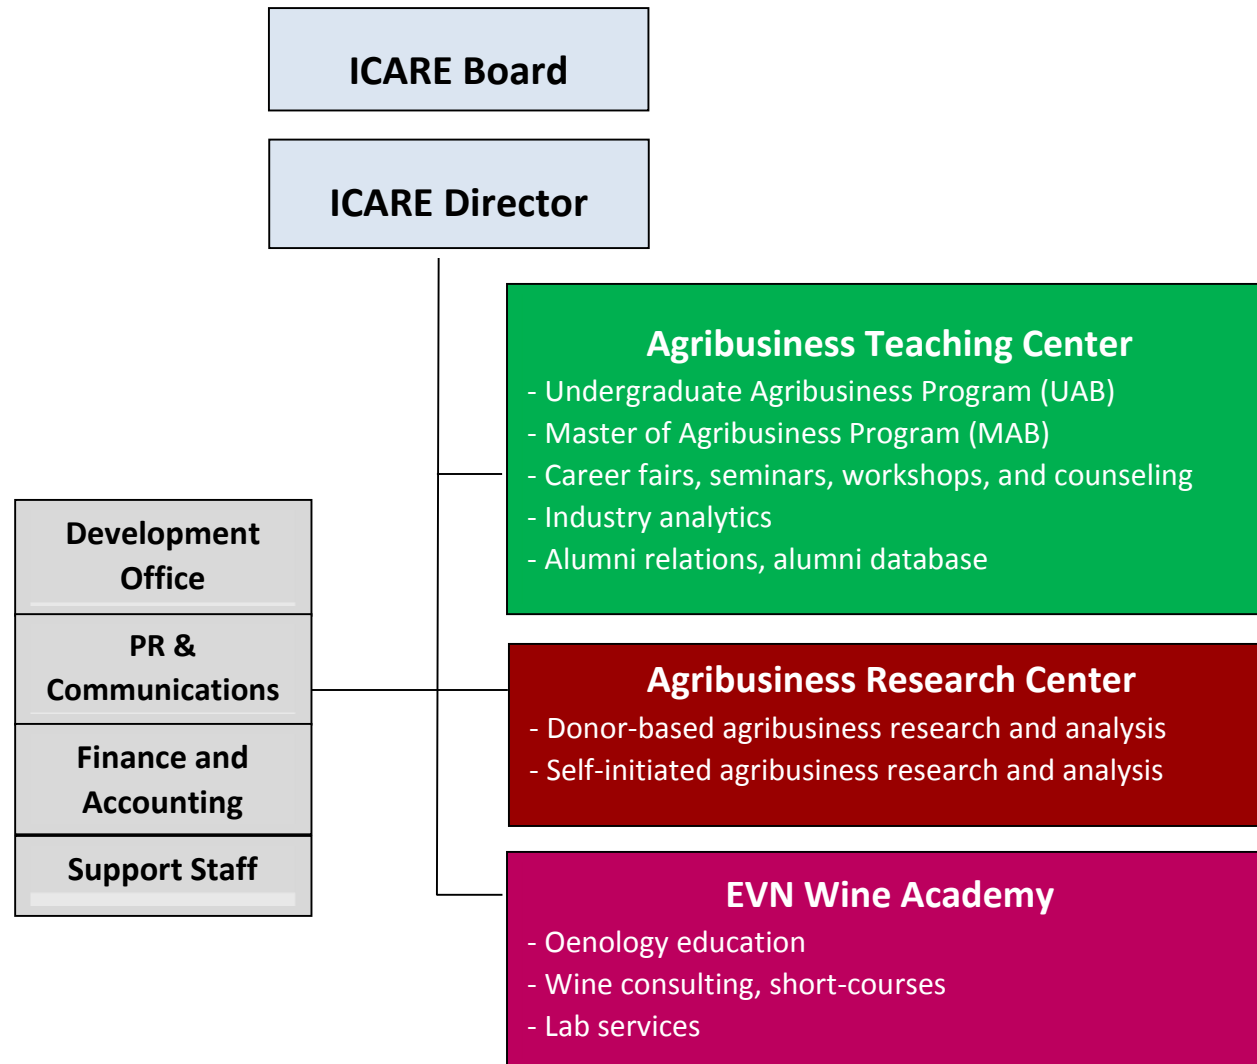 ICARE Board
ICARE Director
Agribusiness Teaching Center
- Undergraduate Agribusiness Program (UAB)
- Master of Agribusiness Program (MAB)
- Career fairs, seminars, workshops, and counseling
- Industry analytics
- Alumni relations, alumni database
Development
Office
PR &
Communications
Finance and
Accounting
Support Staff
Agribusiness Research Center
- Donor-based agribusiness research and analysis
- Self-initiated agribusiness research and analysis
EVN Wine Academy
- Oenology education
- Wine consulting, short-courses
- Lab services